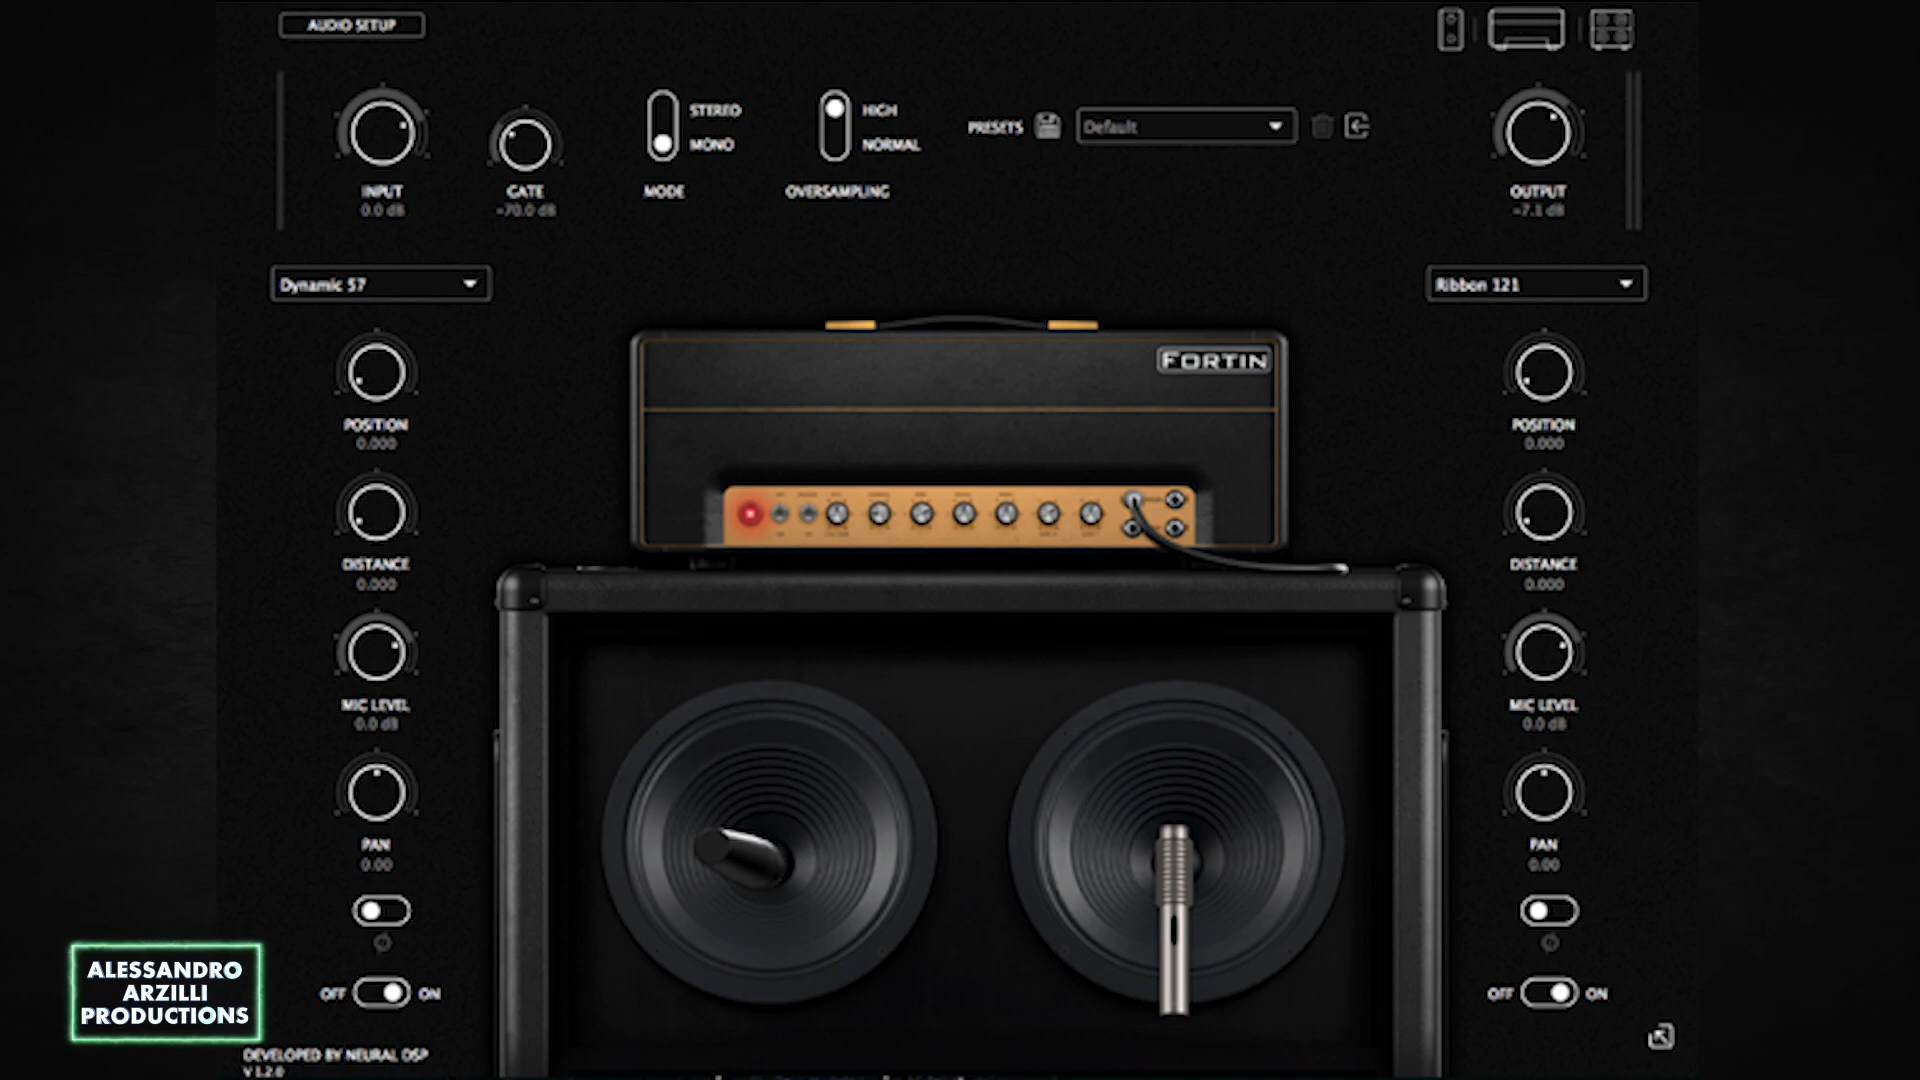 AUDIO SETUP
INPUT
0.0 dB
GATE
-70.0 dB
STEREO
MONO
MODE
HIGH
NORMAL
OVERSAMPLING
PRESETS
Default
OUTPUT
-7.1 dB
Dynamic 57
Ribbon 121
FORTIN
POSITION
0.000
DISTANCE
0.000
MIC LEVEL
0.0 dB
PAN
0.00
OFF
ON
POSITION
0.000
DISTANCE
0.000
MIC LEVEL
0.0 dB
PAN
0.00
OFF
ON
ALESSANDRO
ARZILLI
PRODUCTIONS
DEVELOPED BY NEURAL DSP
V 1.2.0